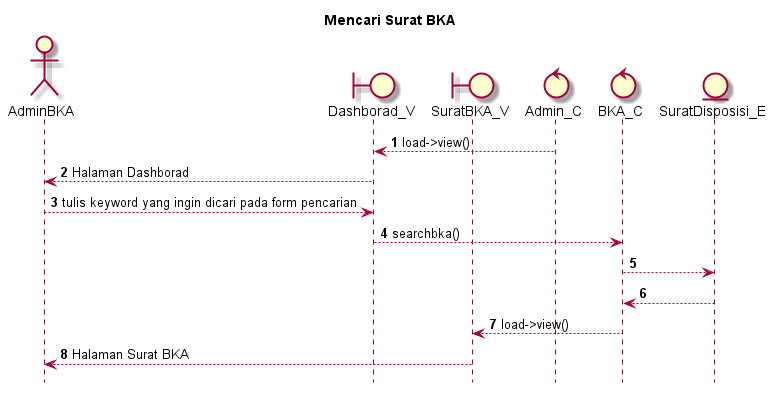 Mencari Surat BKA
AdminBKA
Dashborad_V
SuratBKA_V
Admin_C
BKA_C
SuratDisposisi_E
1 load->view()
2 Halaman Dashborad
3 tulis keyword yang ingin dicari pada form pencarian
4 searchbka()
5
6
7 load->view()
8 Halaman Surat BKA